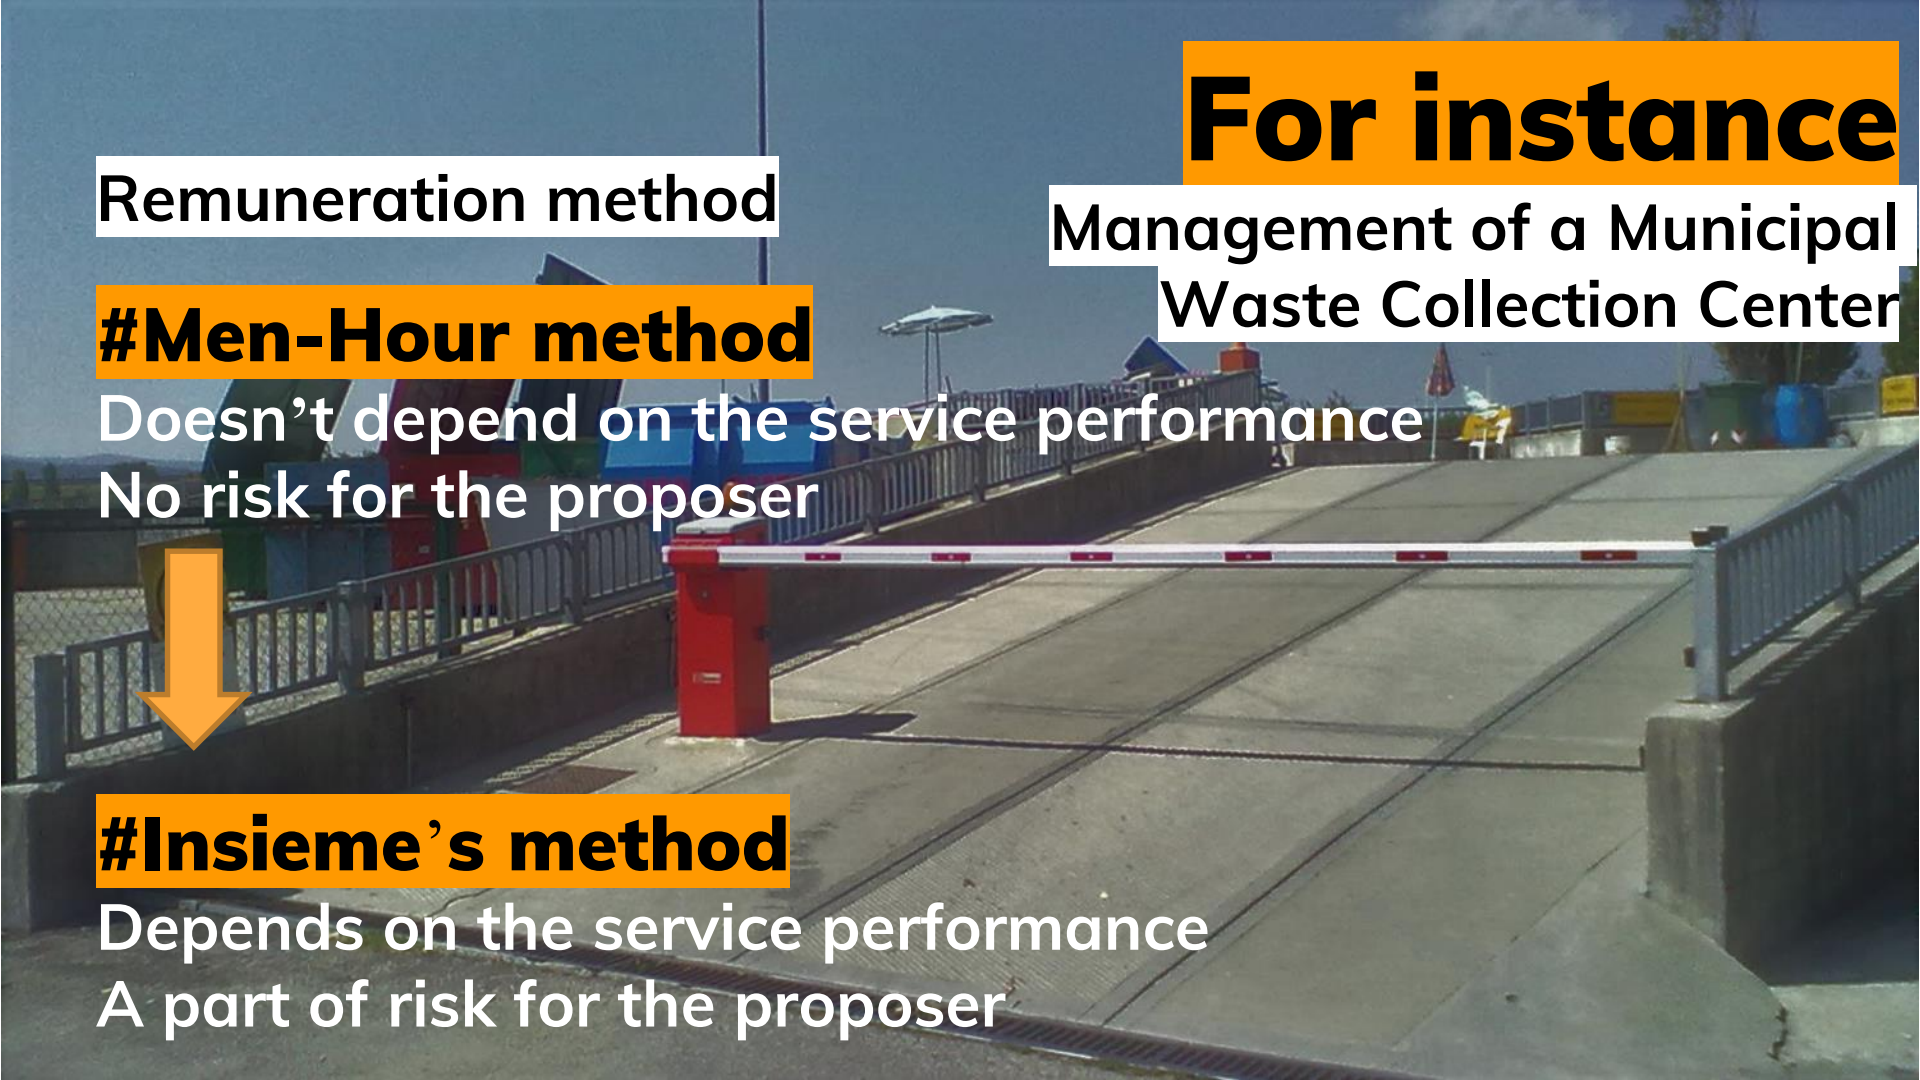 For instance
Management of a Municipal
Waste Collection Center
Remuneration method
#Men-Hour method
Doesn’t depend on the service performance
No risk for the proposer
#Insieme’s method
Depends on the service performance
A part of risk for the proposer